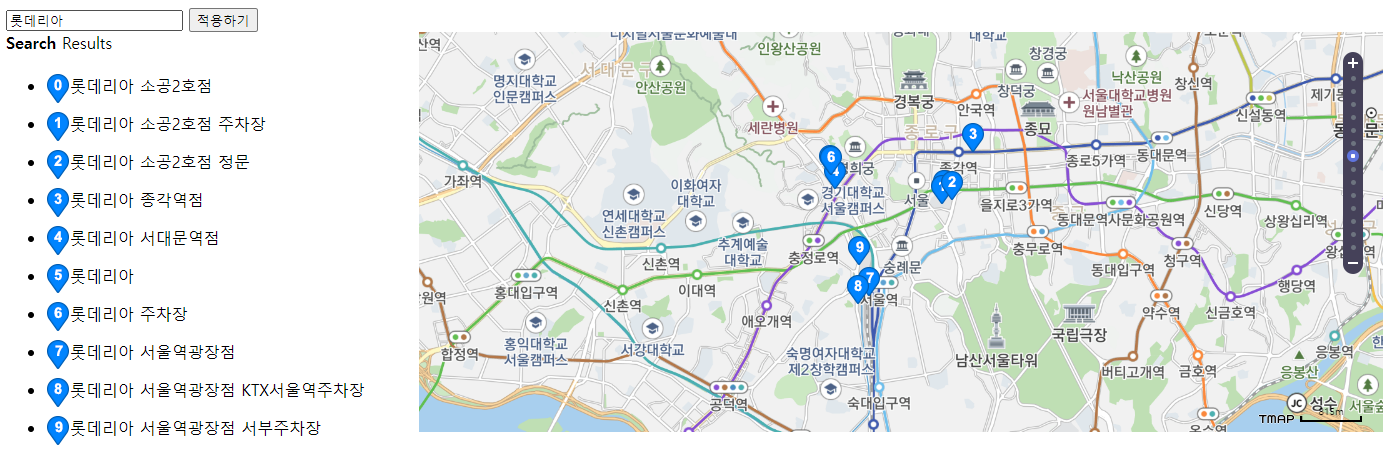 롯데리아 적용하기
Search Results
0 롯데리아 소공2호점
1 롯데리아 소공2호점 주차장
2 롯데리아 소공2호점 정문
3 롯데리아 종각역점
4 롯데리아 서대문역점
5 롯데리아
6 롯데리아 주차장
7 롯데리아 서울역광장점
8 롯데리아 서울역광장점 KTX서울역주차장
9 롯데리아 서울역광장점 서부주차장
인왕산공원
창경궁
대학교
명지대학교
인문캠퍼스
서대문구
안산공원
낙산공원
창신역
제기동
경복궁
안국역
창덕궁
서울대학교병원
원남별관
신설동역
세란병원
종로구
종묘
3
6
4
경희궁
종각역
종로5가역
동대문역
가좌역
이화여자
대학교
경기대학교
서울캠퍼스
서울
2
을지로3가역
신당역
연세대학교
신촌캠퍼스
동대문역사문화공원역
상왕십리역
추계예술
대학교
충정로역
9
숭례문
충무로역
청구역
신촌역
동대입구역
홍대입구역
신촌역
이대역
7
8
서울역
행당역
애오개역
약수역
신금호역
국립극장
합정역
홍익대학교
서울캠퍼스
서강대학교
숙명여자대학교
제2창학캠퍼스
남산서울타워
버티고개역
금호역
응봉역
응봉산
공덕역
숙대입구역
JC 성수
서울숲
옥수역
TMAP 815m